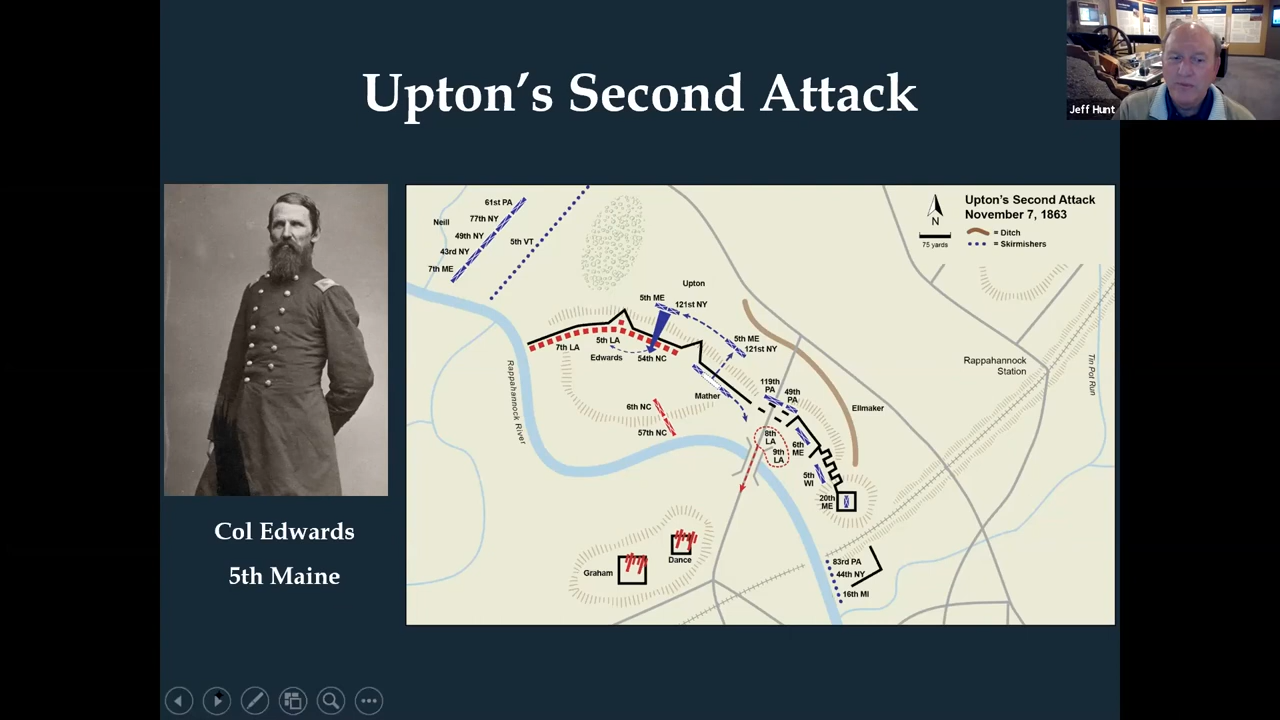 Upton's Second Attack
Jeff Hunt
Col Edwards
5th Maine
Upton's Second Attack
November 7, 1863
N
75 yards
= Ditch
= Skirmishers
61st PA
77th NY
Neill
49th NY
43rd NY
7th ME
5th VT
Upton
5th ME
121st NY
5th ME
121st NY
7th LA
5th LA
Edwards
54th NC
Mather
119th
PA
49th
PA
Ellmaker
Rappahannock
Station
Tin Pot Run
Rappahannock River
6th NC
57th NC
8th
LA
9th
LA
6th
ME
5th
WI
20th
ME
Graham
Dance
83rd PA
44th NY
16th MI